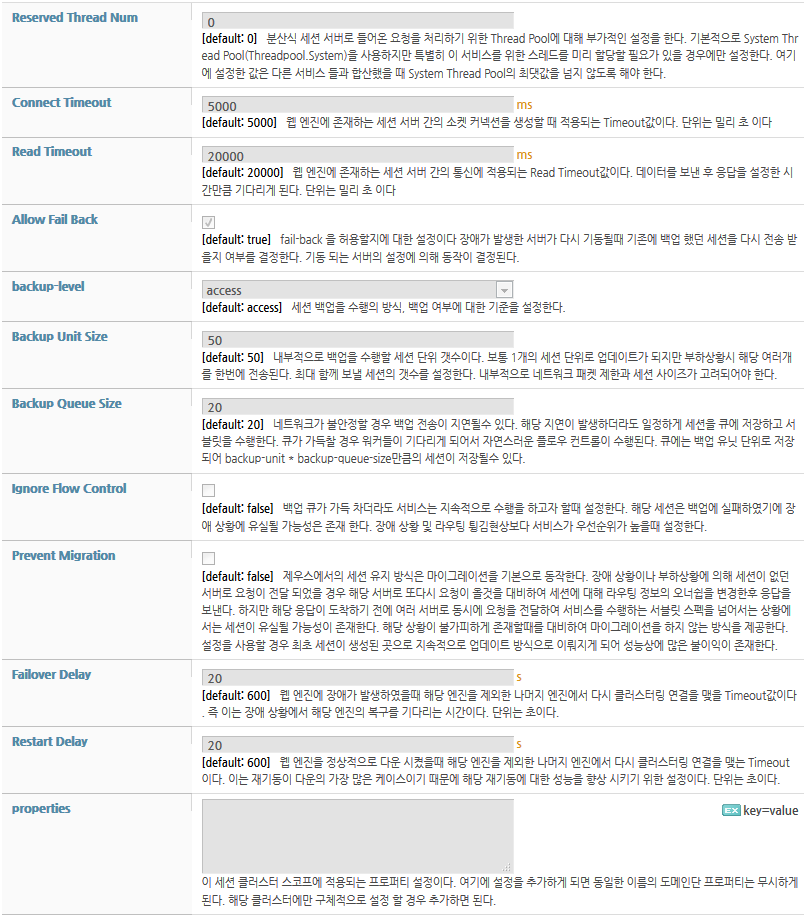 Reserved Thread Num
0
[default: 0] 분산식 세션 서버로 들어온 요청을 처리하기 위한 Thread Pool에 대해 부가적인 설정을 한다. 기본적으로 System Thr
ead Pool(Threadpool.System)을 사용하지만 특별히 이 서비스를 위한 스레드를 미리 할당할 필요가 있을 경우에만 설정한다. 여기
에 설정한 값은 다른 서비스 들과 합산했을 때 System Thread Pool의 최댓값을 넘지 않도록 해야 한다.
Connect Timeout
5000 ms
[default: 5000] 웹 엔진에 존재하는 세션 서버 간의 소켓 커넥션을 생성할 때 적용되는 Timeout값이다. 단위는 밀리 초 이다
Read Timeout
20000 ms
[default: 20000] 웹 엔진에 존재하는 세션 서버 간의 통신에 적용되는 Read Timeout값이다. 데이터를 보낸 후 응답을 설정한 시
간만큼 기다리게 된다. 단위는 밀리 초 이다
Allow Fail Back
[default: true] fail-back 을 허용할지에 대한 설정이다 장애가 발생한 서버가 다시 기동될때 기존에 백업 했던 세션을 다시 전송 받
을지 여부를 결정한다. 기동 되는 서버의 설정에 의해 동작이 결정된다.
backup-level
access
[default: access] 세션 백업을 수행의 방식, 백업 여부에 대한 기준을 설정한다.
Backup Unit Size
50
[default: 50] 내부적으로 백업을 수행할 세션 단위 갯수이다. 보통 1개의 세션 단위로 업데이트가 되지만 부하상황시 해당 여러개
를 한번에 전송된다. 최대 함께 보낼 세션의 갯수를 설정한다. 내부적으로 네트워크 패켓 제한과 세션 사이즈가 고려되어야 한다.
Backup Queue Size
20
[default: 20] 네트워크가 불안정할 경우 백업 전송이 지연될수 있다. 해당 지연이 발생하더라도 일정하게 세션을 큐에 저장하고 서
블릿을 수행한다. 큐가 가득찰 경우 워커들이 기다리게 되어서 자연스러운 플로우 컨트롤이 수행된다. 큐에는 백업 유닛 단위로 저장
되어 backup-unit * backup-queue-size만큼의 세션이 저장될수 있다.
Ignore Flow Control
[default: false] 백업 큐가 가득 차더라도 서비스는 지속적으로 수행을 하고자 할때 설정한다. 해당 세션은 백업에 실패하였기에 장
애 상황에 유실될 가능성은 존재 한다. 장애 상황 및 라우팅 튕김현상보다 서비스가 우선순위가 높을때 설정한다.
Prevent Migration
[default: false] 제우스에서의 세션 유지 방식은 마이그레이션을 기본으로 동작한다. 장애 상황이나 부하상황에 의해 세션이 없던
서버로 요청이 전달 되었을 경우 해당 서버로 또다시 요청이 올것을 대비하여 세션에 대해 라우팅 정보의 오너쉽을 변경한후 응답을
보낸다. 하지만 해당 응답이 도착하기 전에 여러 서버로 동시에 요청을 전달하여 서비스를 수행하는 서블릿 스펙을 넘어서는 상황에
서는 세션이 유실될 가능성이 존재한다. 해당 상황이 불가피하게 존재할때를 대비하여 마이그레이션을 하지 않는 방식을 제공한다.
설정을 사용할 경우 최초 세션이 생성된 곳으로 지속적으로 업데이트 방식으로 이뤄지게 되어 성능상에 많은 불이익이 존재한다.
Failover Delay
20 s
[default: 600] 웹 엔진에 장애가 발생하였을때 해당 엔진을 제외한 나머지 엔진에서 다시 클러스터링 연결을 맺을 Timeout값이다
. 즉 이는 장애 상황에서 해당 엔진의 복구를 기다리는 시간이다. 단위는 초이다.
Restart Delay
20 s
[default: 600] 웹 엔진을 정상적으로 다운 시켰을때 해당 엔진을 제외한 나머지 엔진에서 다시 클러스터링 연결을 맺는 Timeout
이다. 이는 재기동이 다운의 가장 많은 케이스이기 때문에 해당 재기동에 대한 성능을 향상 시키기 위한 설정이다. 단위는 초이다.
properties
EX key=value
이 세션 클러스터 스코프에 적용되는 프로퍼티 설정이다. 여기에 설정을 추가하게 되면 동일한 이름의 도메인단 프로퍼티는 무시하게
된다. 해당 클러스터에만 구체적으로 설정 할 경우 추가하면 된다.